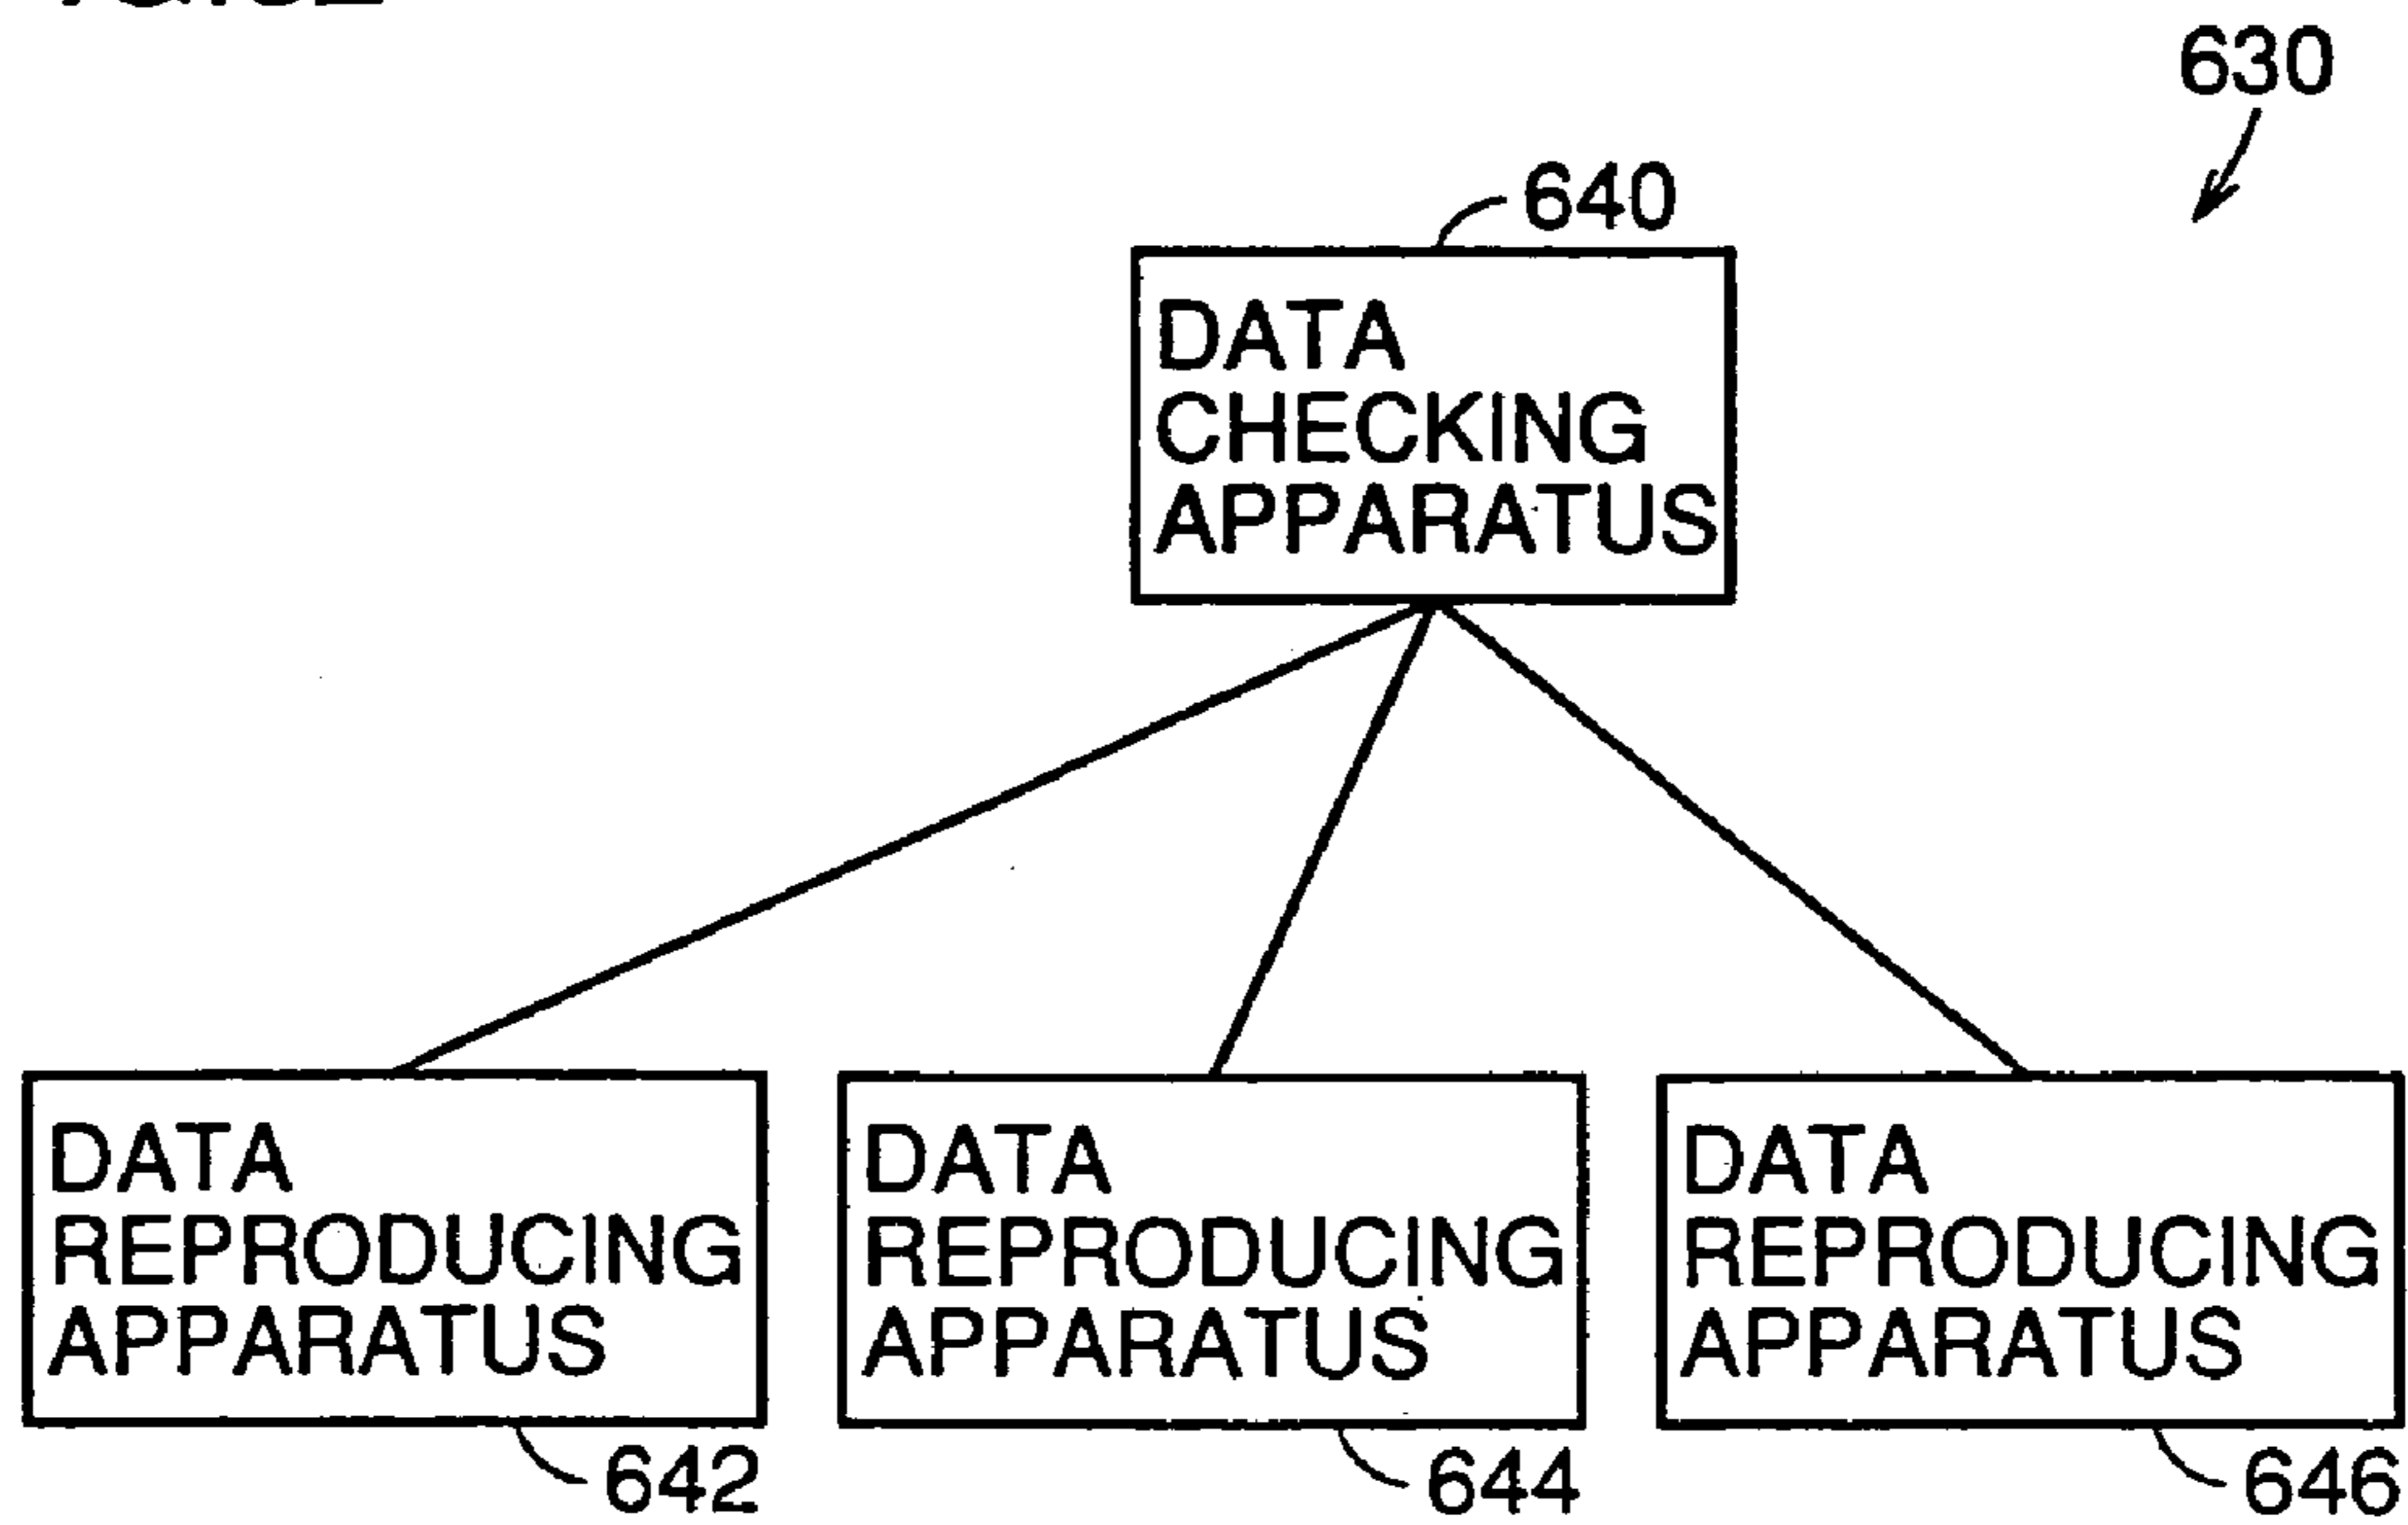 630
640
DATA
CHECKING
APPARATUS
DATA
REPRODUCING
APPARATUS
DATA
REPRODUCING
APPARATUS
DATA
REPRODUCING
APPARATUS
642
644
646